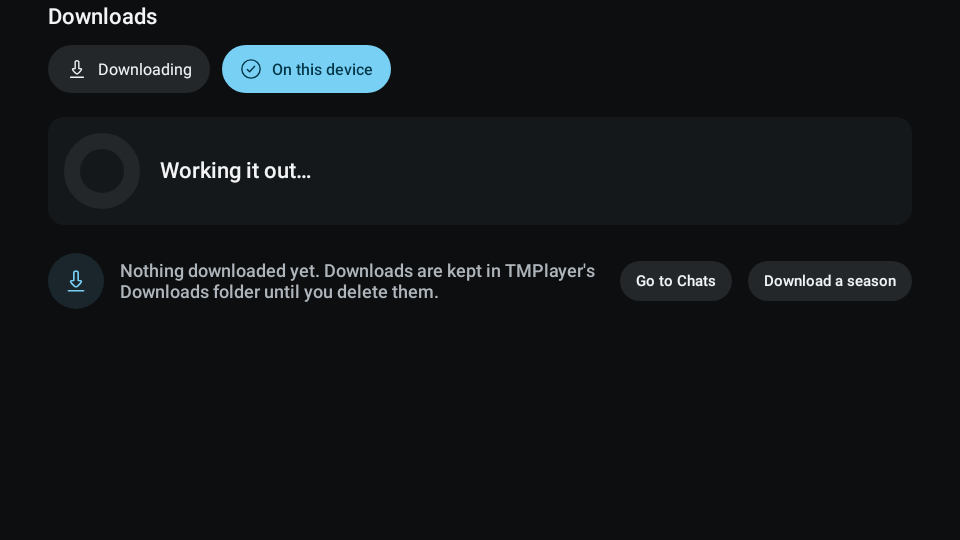 Downloads
Downloading
On this device
Working it out…
Nothing downloaded yet. Downloads are kept in TMPlayer's
Downloads folder until you delete them.
Go to Chats
Download a season